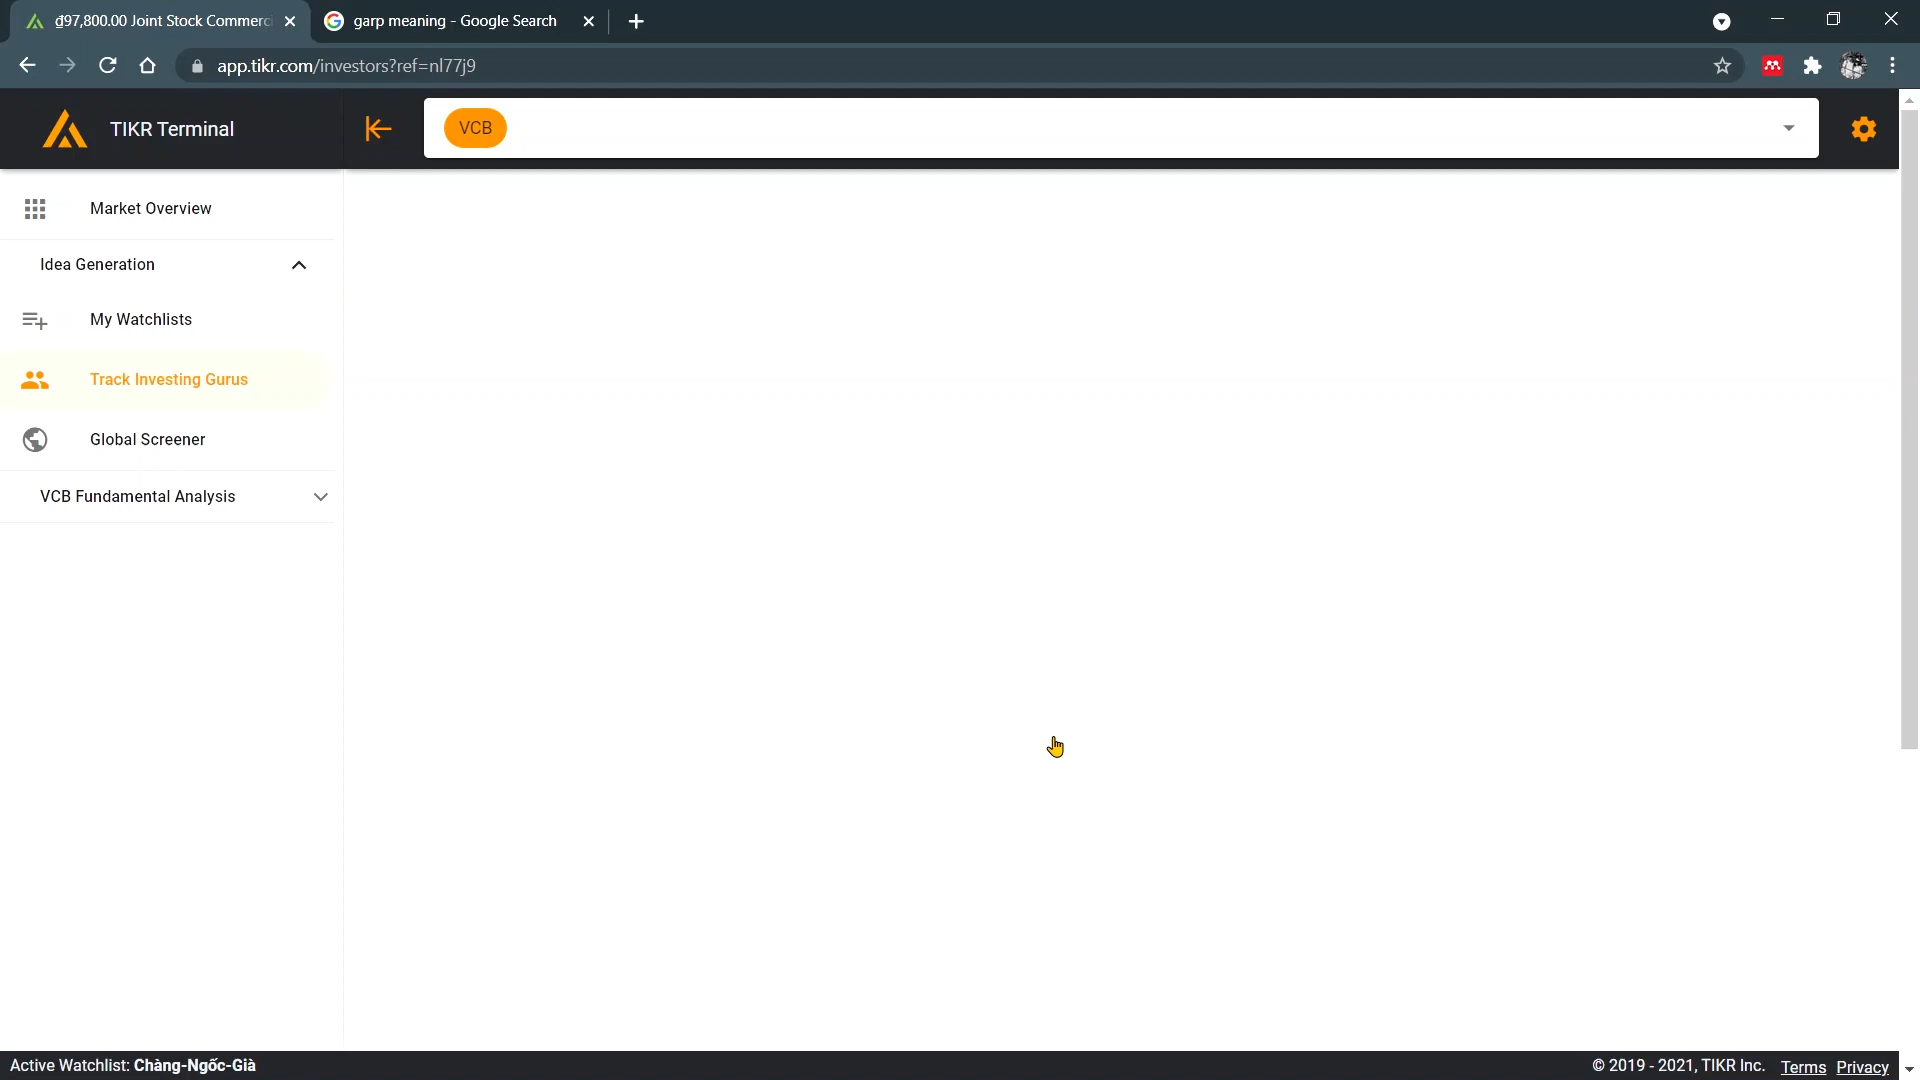 ₫97,800.00 Joint Stock Commerc
garp meaning - Google Search
app.tikr.com/investors?ref=nl77j9
TIKR Terminal
VCB
Market Overview
Idea Generation
My Watchlists
Track Investing Gurus
Global Screener
VCB Fundamental Analysis
Active Watchlist: Chàng-Ngốc-Già
© 2019 - 2021, TIKR Inc. Terms Privacy